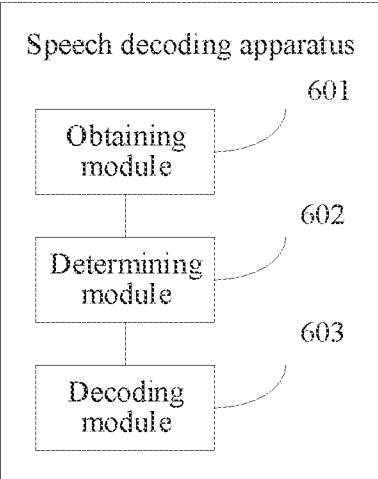 Speech decoding apparatus
601
Obtaining
module
602
Determining
module
603
Decoding
module